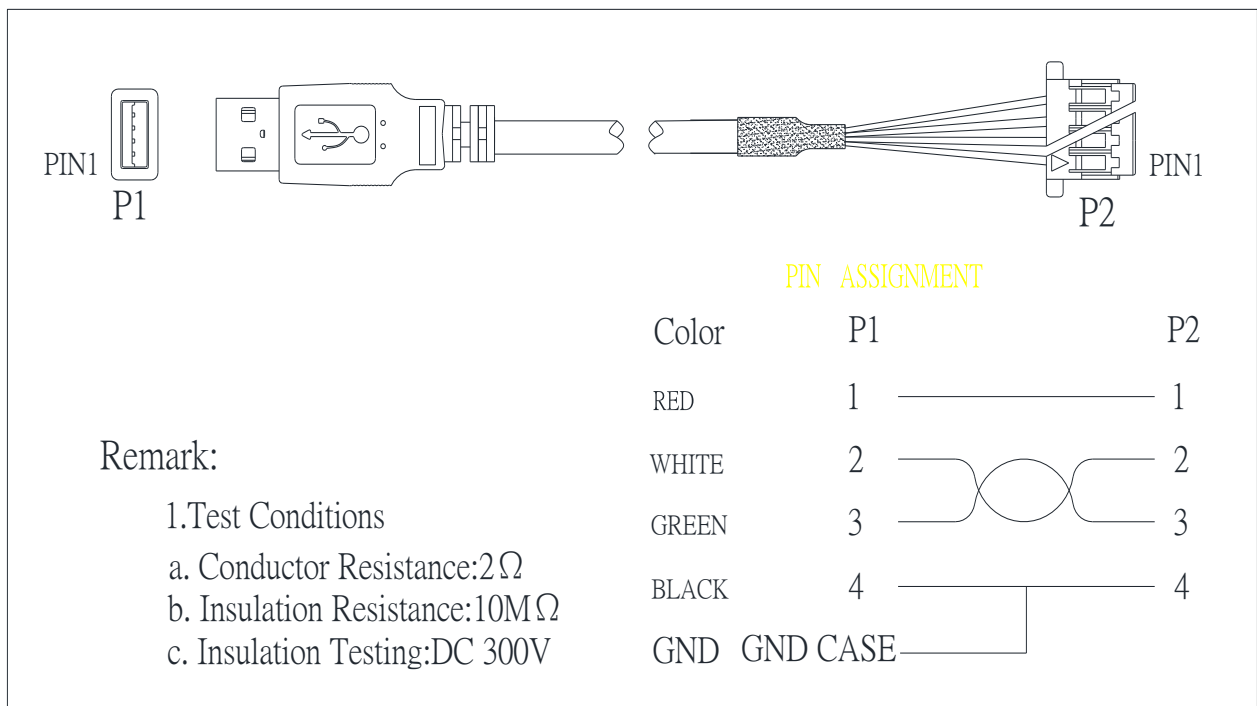 PIN1
P1
PIN1
P2
PIN ASSIGNMENT
Color P1 P2
RED 1 1
WHITE 2 2
GREEN 3 3
BLACK 4 4
GND GND CASE
Remark:
1.Test Conditions
a. Conductor Resistance:2Ω
b. Insulation Resistance:10MΩ
c. Insulation Testing:DC 300V